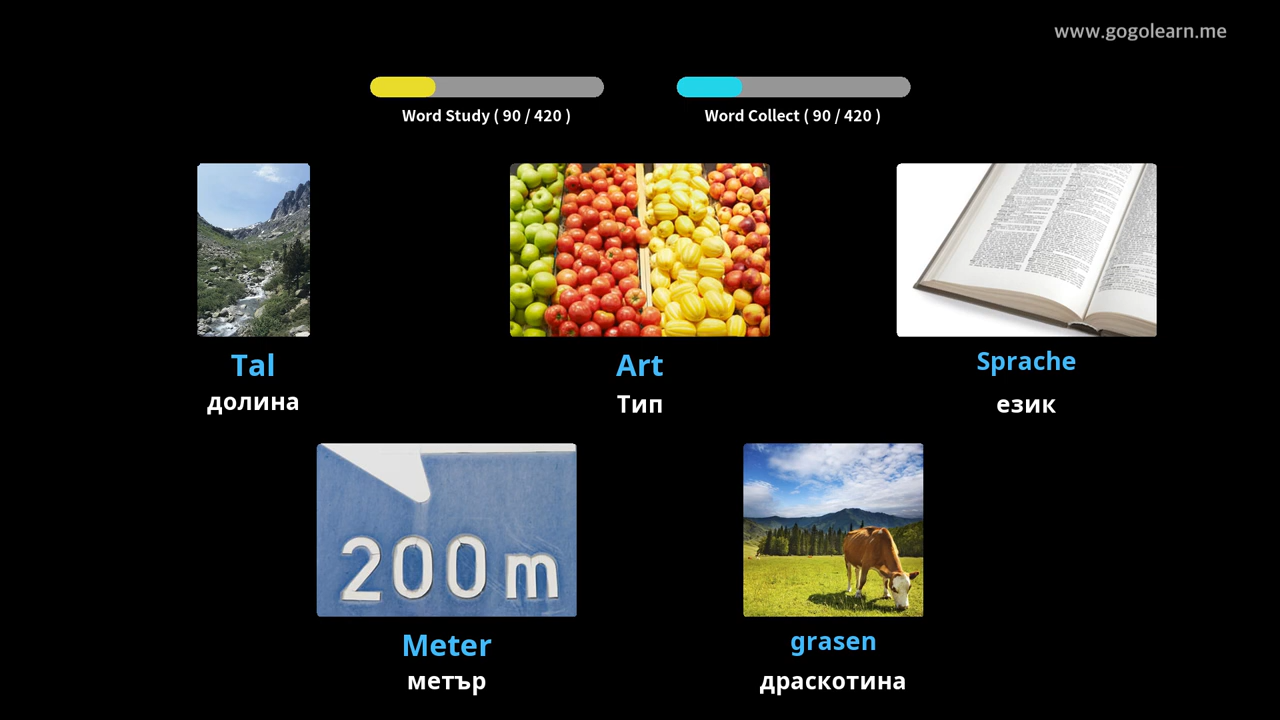 www.gogolearn.me
Word Study ( 90 / 420 )
Word Collect ( 90 / 420 )
Tal
долина
Art
Тип
Sprache
език
200 m
Meter
метър
grasen
драскотина